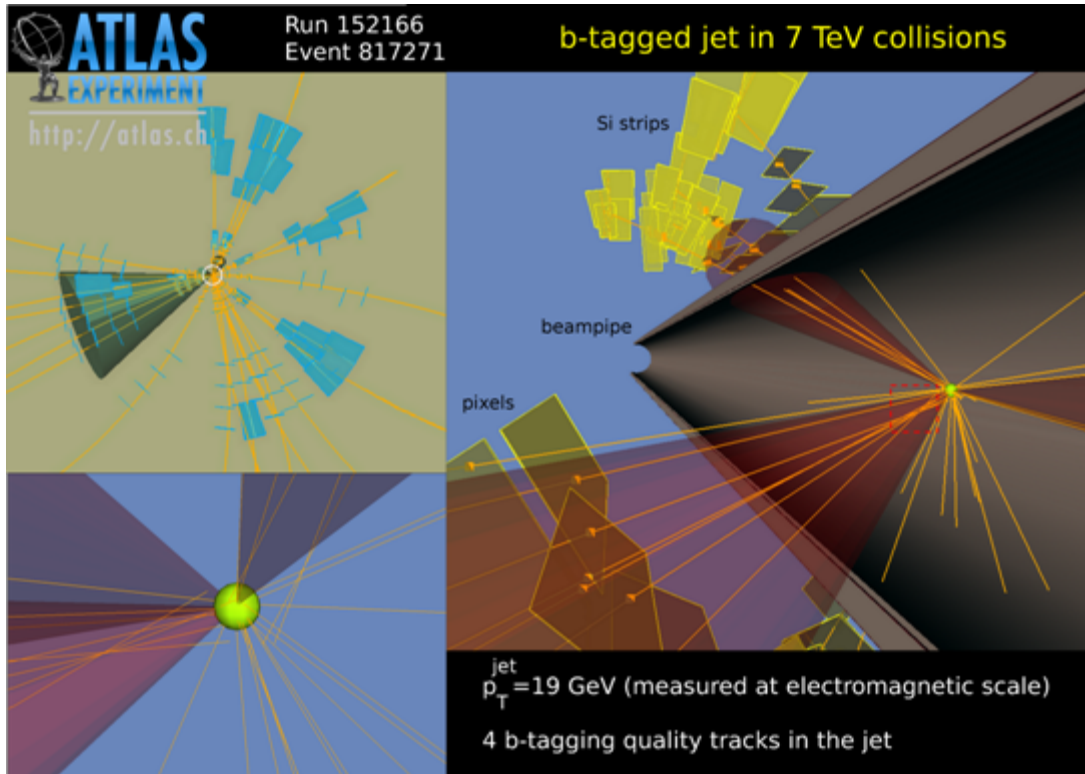 ATLAS
EXPERIMENT
http://atlas.ch
Run 152166
Event 817271
b-tagged jet in 7 TeV collisions
Si strips
beampipe
pixels
p_T^jet=19 GeV (measured at electromagnetic scale)
4 b-tagging quality tracks in the jet